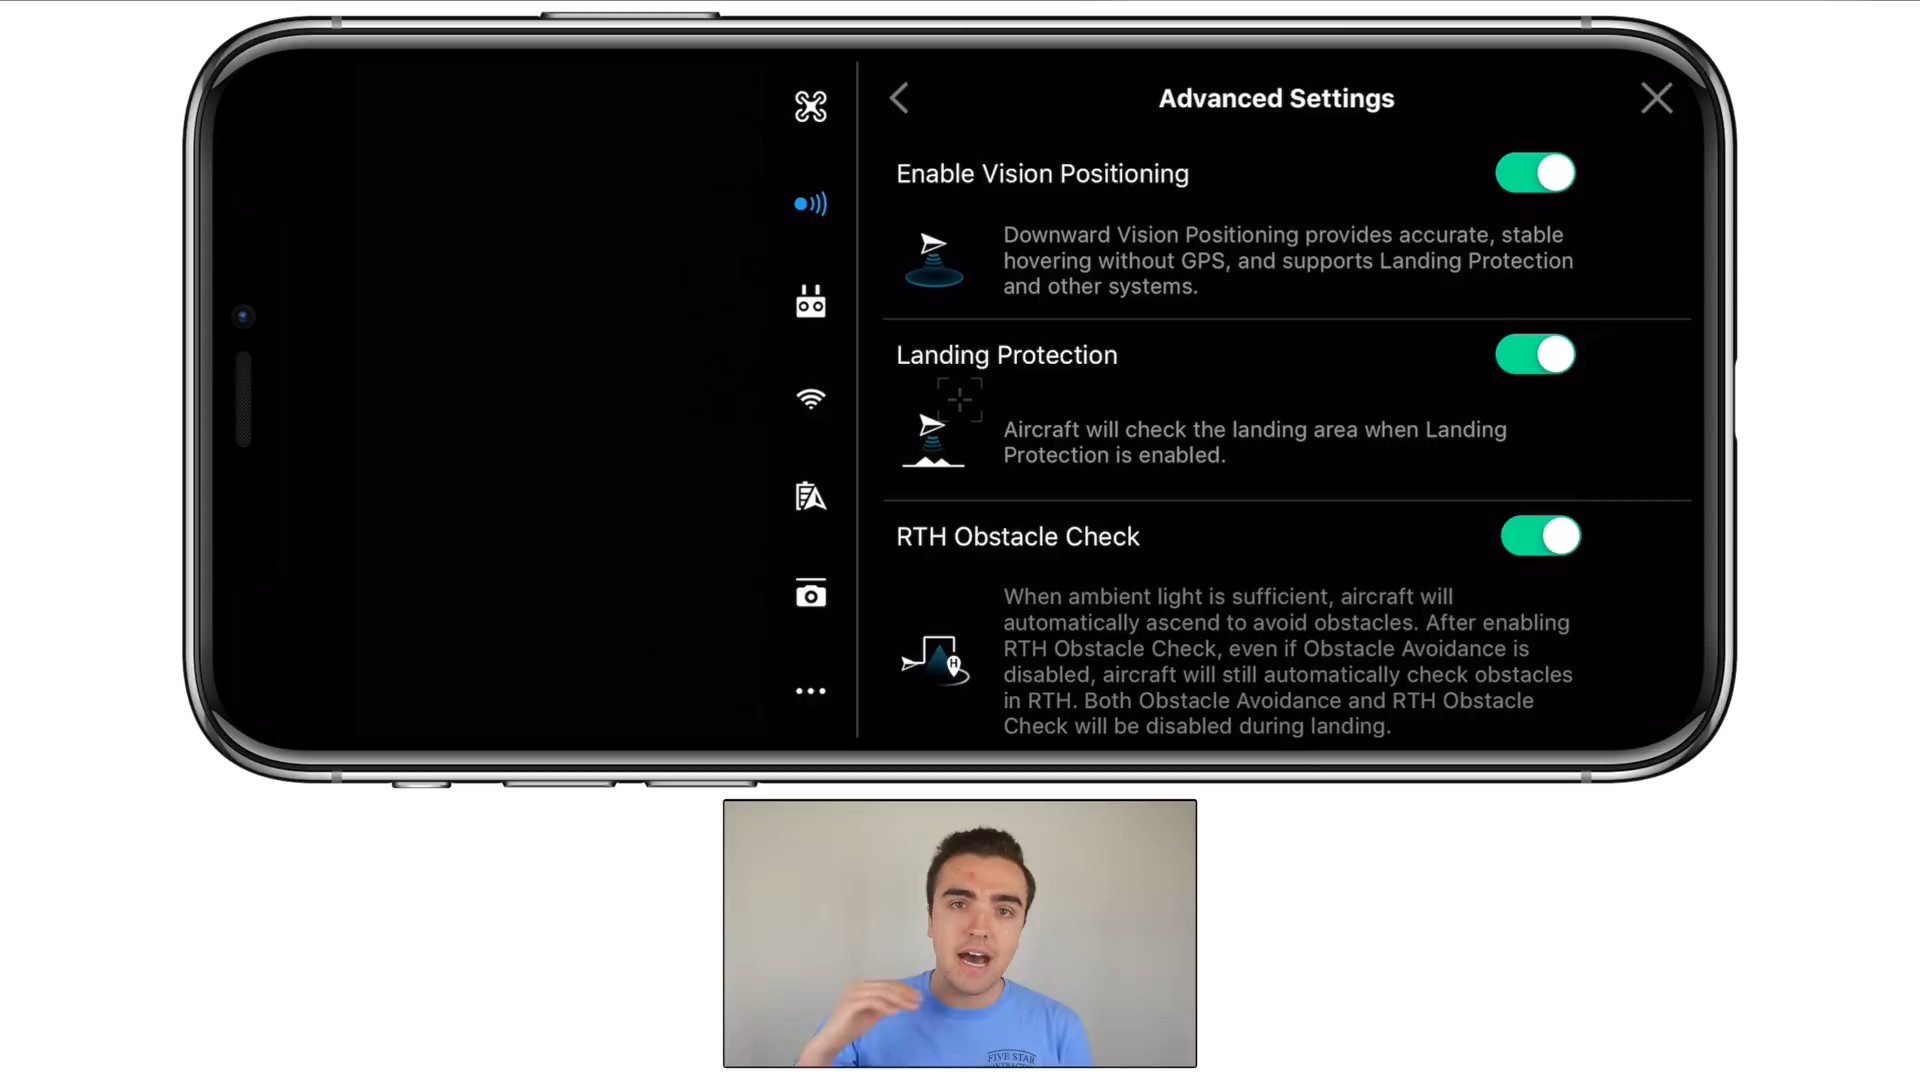 Advanced Settings
Enable Vision Positioning
Downward Vision Positioning provides accurate, stable
hovering without GPS, and supports Landing Protection
and other systems.
Landing Protection
Aircraft will check the landing area when Landing
Protection is enabled.
RTH Obstacle Check
When ambient light is sufficient, aircraft will
automatically ascend to avoid obstacles. After enabling
RTH Obstacle Check, even if Obstacle Avoidance is
disabled, aircraft will still automatically check obstacles
in RTH. Both Obstacle Avoidance and RTH Obstacle
Check will be disabled during landing.
H
FIVE STAR